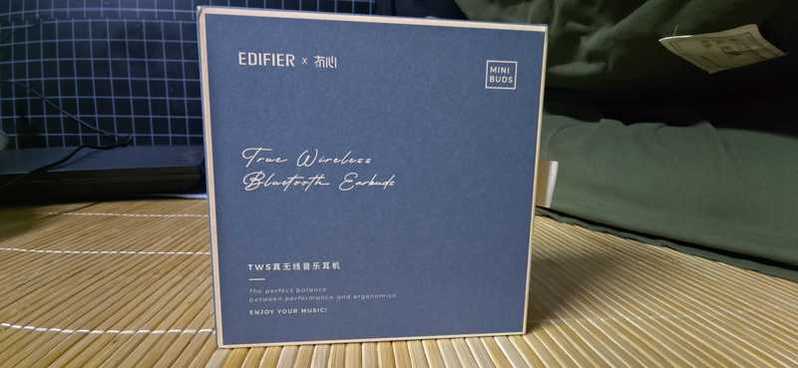 EDIFIER x 布心
MINI
BUDS
True Wireless
Bluetooth Earbuds
TWS真无线音乐耳机
The perfect balance
between performance and ergonomics
ENJOY YOUR MUSIC!